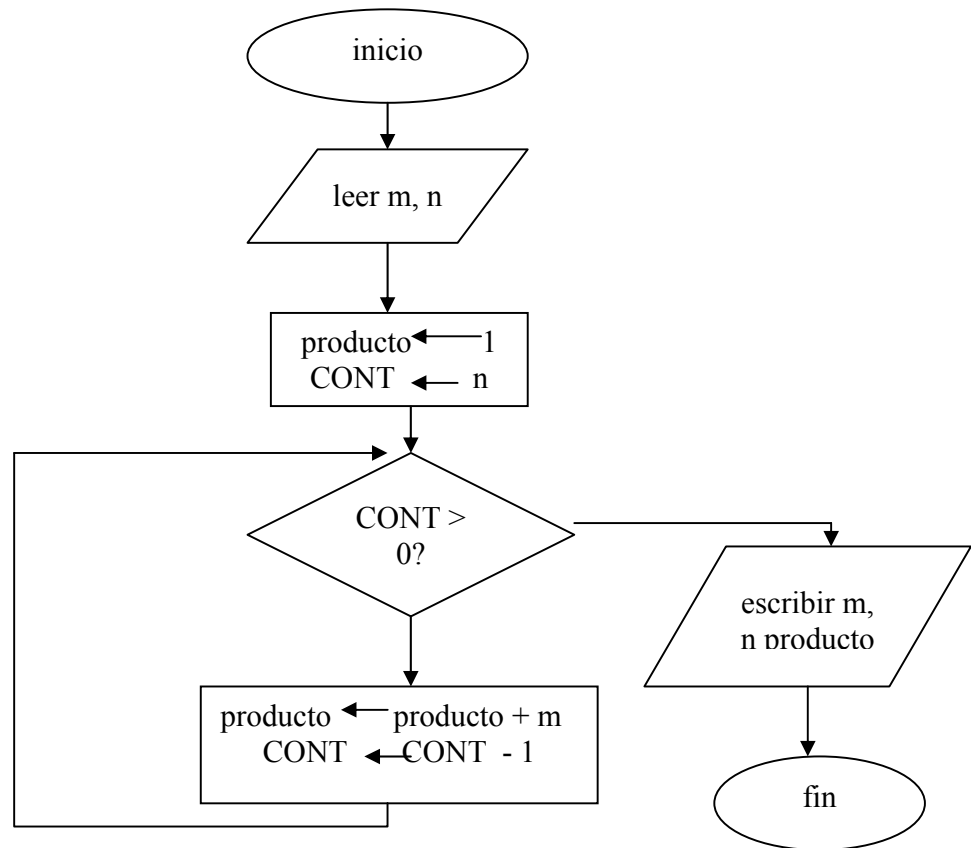 inicio
leer m, n
producto 1
CONT n
CONT >
0?
escribir m,
n producto
producto producto + m
CONT CONT - 1
fin